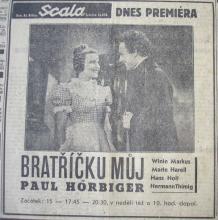 Scala
DNES PREMIÉRA
BRATŘÍČKU MŮJ
PAUL HÖRBIGER
Winie Markus
Marte Harell
Hans Holt
Hermann Thimig
Začátek: 15 — 17·45 — 20·30, v neděli též o 10. hod. dopol.